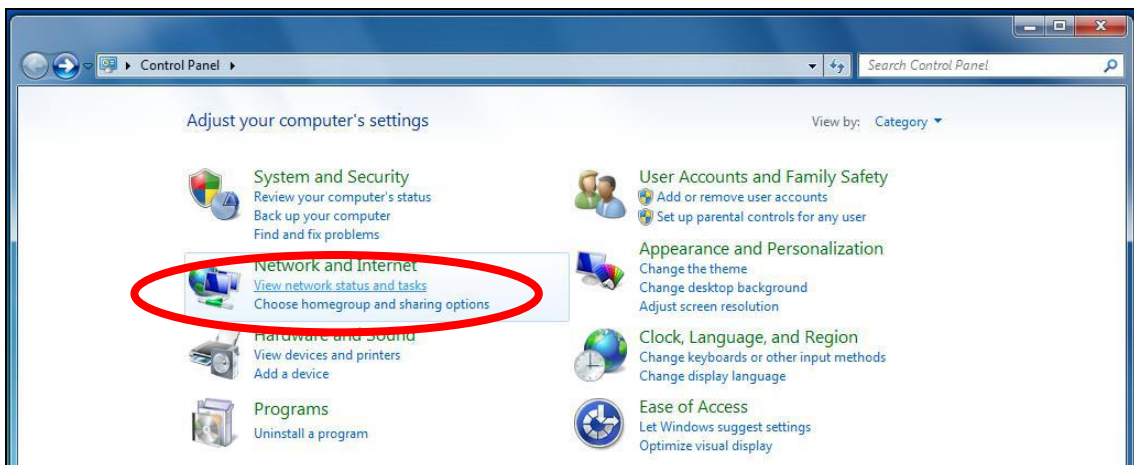 Control Panel
Search Control Panel
Adjust your computer's settings
View by: Category
System and Security
Review your computer's status
Back up your computer
Find and fix problems
Network and Internet
View network status and tasks
Choose homegroup and sharing options
Hardware and Sound
View devices and printers
Add a device
Programs
Uninstall a program
User Accounts and Family Safety
Add or remove user accounts
Set up parental controls for any user
Appearance and Personalization
Change the theme
Change desktop background
Adjust screen resolution
Clock, Language, and Region
Change keyboards or other input methods
Change display language
Ease of Access
Let Windows suggest settings
Optimize visual display